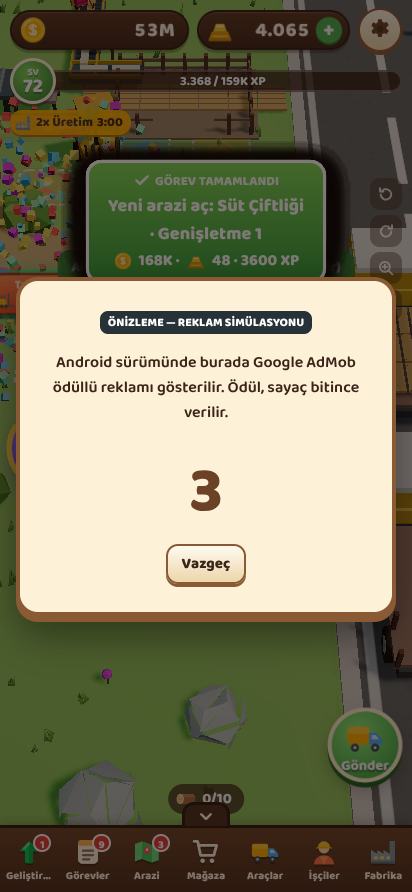 53M
4.065
SV
72
3.368 / 159K XP
2x Üretim 3:00
GÖREV TAMAMLANDI
Yeni arazi aç: Süt Çiftliği
· Genişletme 1
168K · 48 · 3600 XP
ÖNİZLEME — REKLAM SİMÜLASYONU
Android sürümünde burada Google AdMob
ödüllü reklamı gösterilir. Ödül, sayaç bitince
verilir.
3
Vazgeç
Gönder
0/10
1
9
3
Geliştir...
Görevler
Arazi
Mağaza
Araçlar
İşçiler
Fabrika